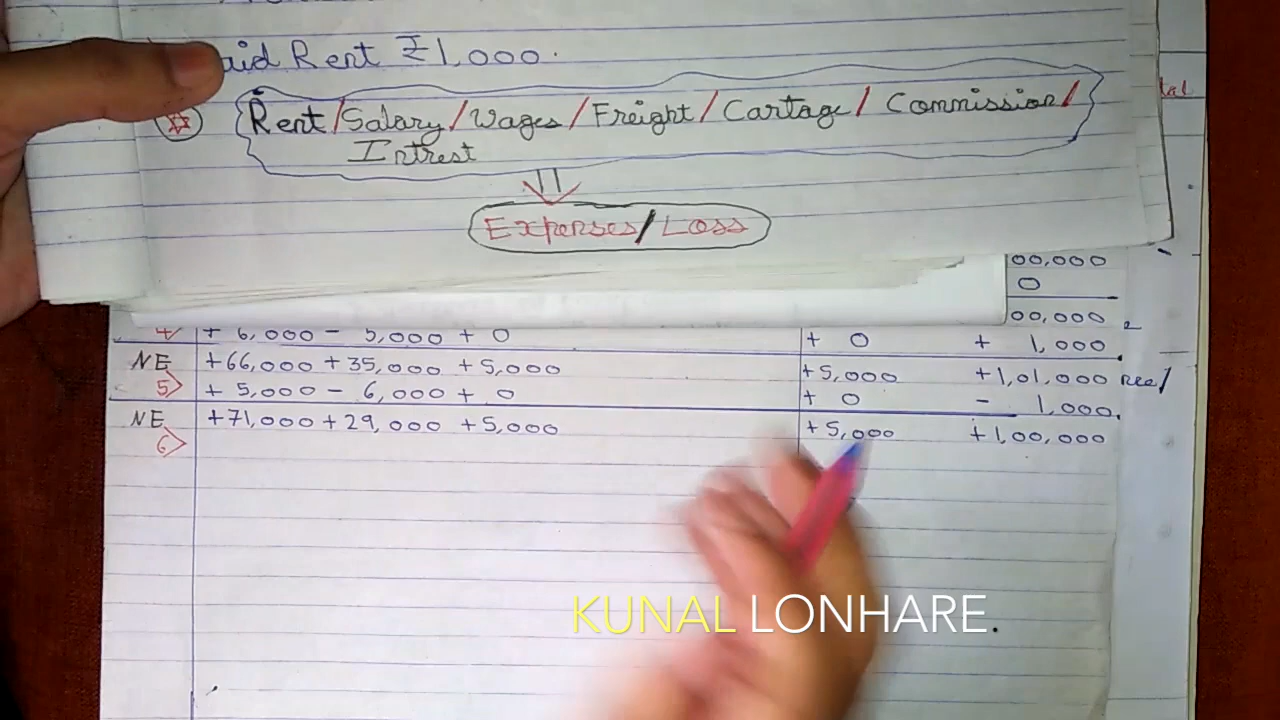 aid Rent ₹1,000.
Rent/Salary/Wages/Freight/Cartage/Commission/
Intrest
Expenses/Loss
00,000
0
00,000
4 + 6,000 - 5,000 + 0 + 0 + 1,000
NE +66,000 +35,000 +5,000 +5,000 +1,01,000
5> + 5,000 - 6,000 + 0 + 0 - 1,000.
NE +71,000 +29,000 +5,000 +5,000 +1,00,000
6>
KUNAL LONHARE.